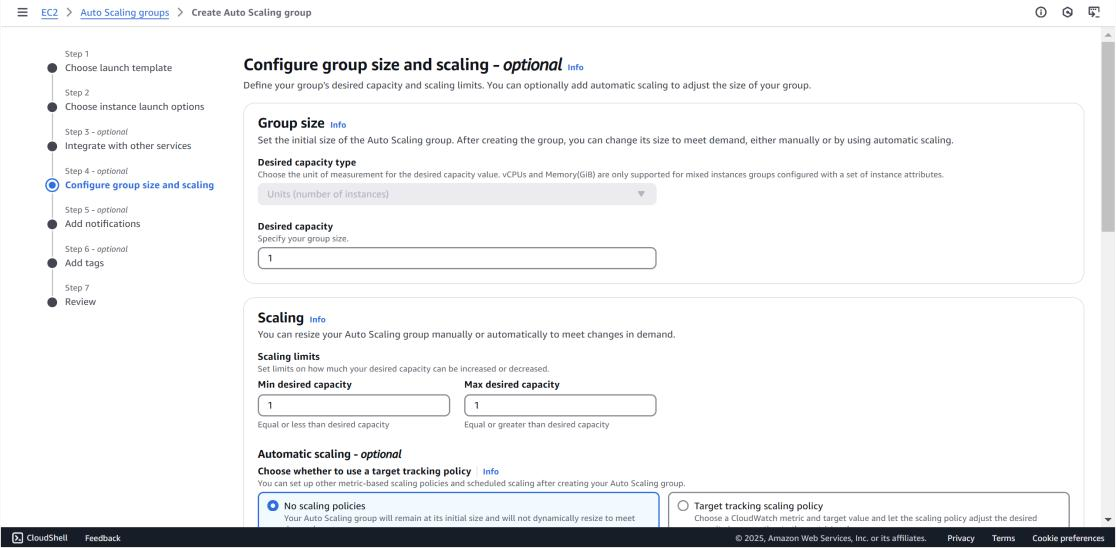 EC2 > Auto Scaling groups > Create Auto Scaling group
Step 1
Choose launch template
Step 2
Choose instance launch options
Step 3 - optional
Integrate with other services
Step 4 - optional
Configure group size and scaling
Step 5 - optional
Add notifications
Step 6 - optional
Add tags
Step 7
Review
Configure group size and scaling - optional Info
Define your group's desired capacity and scaling limits. You can optionally add automatic scaling to adjust the size of your group.
Group size Info
Set the initial size of the Auto Scaling group. After creating the group, you can change its size to meet demand, either manually or by using automatic scaling.
Desired capacity type
Choose the unit of measurement for the desired capacity value. vCPUs and Memory(GiB) are only supported for mixed instances groups configured with a set of instance attributes.
Units (number of instances)
Desired capacity
Specify your group size.
1
Scaling Info
You can resize your Auto Scaling group manually or automatically to meet changes in demand.
Scaling limits
Set limits on how much your desired capacity can be increased or decreased.
Min desired capacity Max desired capacity
1 1
Equal or less than desired capacity Equal or greater than desired capacity
Automatic scaling - optional
Choose whether to use a target tracking policy Info
You can set up other metric-based scaling policies and scheduled scaling after creating your Auto Scaling group.
No scaling policies Target tracking scaling policy
Your Auto Scaling group will remain at its initial size and will not dynamically resize to meet Choose a CloudWatch metric and target value and let the scaling policy adjust the desired
CloudShell Feedback © 2025, Amazon Web Services, Inc. or its affiliates. Privacy Terms Cookie preferences